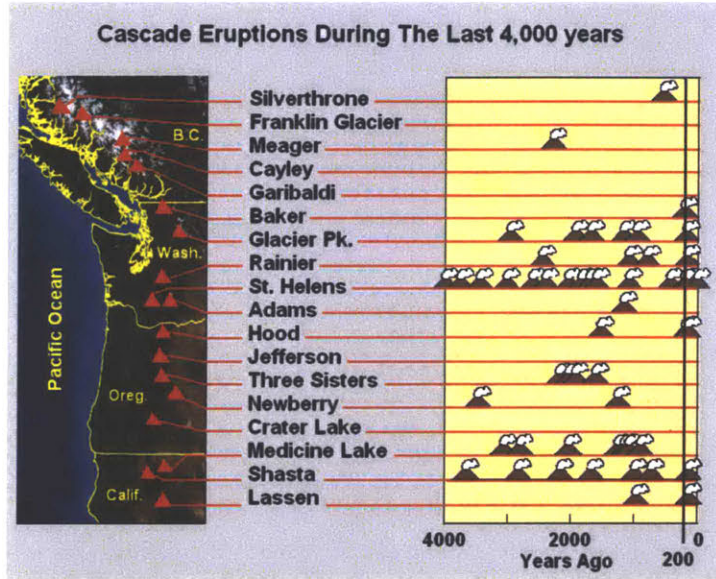 Cascade Eruptions During The Last 4,000 years
B.C.
Wash.
Oreg.
Calif.
Pacific Ocean
Silverthrone
Franklin Glacier
Meager
Cayley
Garibaldi
Baker
Glacier Pk.
Rainier
St. Helens
Adams
Hood
Jefferson
Three Sisters
Newberry
Crater Lake
Medicine Lake
Shasta
Lassen
4000 2000 0
Years Ago 200